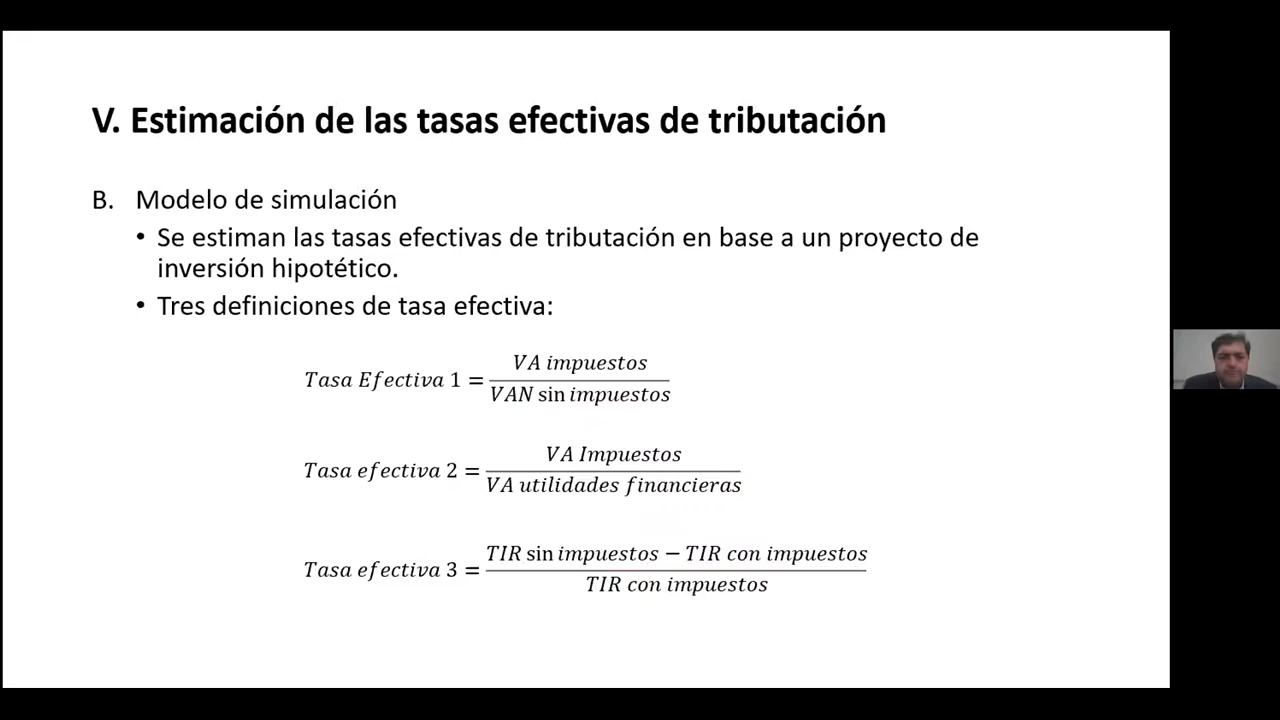 V. Estimación de las tasas efectivas de tributación
B. Modelo de simulación
• Se estiman las tasas efectivas de tributación en base a un proyecto de
inversión hipotético.
• Tres definiciones de tasa efectiva:
Tasa Efectiva 1 = VA impuestos / VAN sin impuestos
Tasa efectiva 2 = VA Impuestos / VA utilidades financieras
Tasa efectiva 3 = TIR sin impuestos − TIR con impuestos / TIR con impuestos